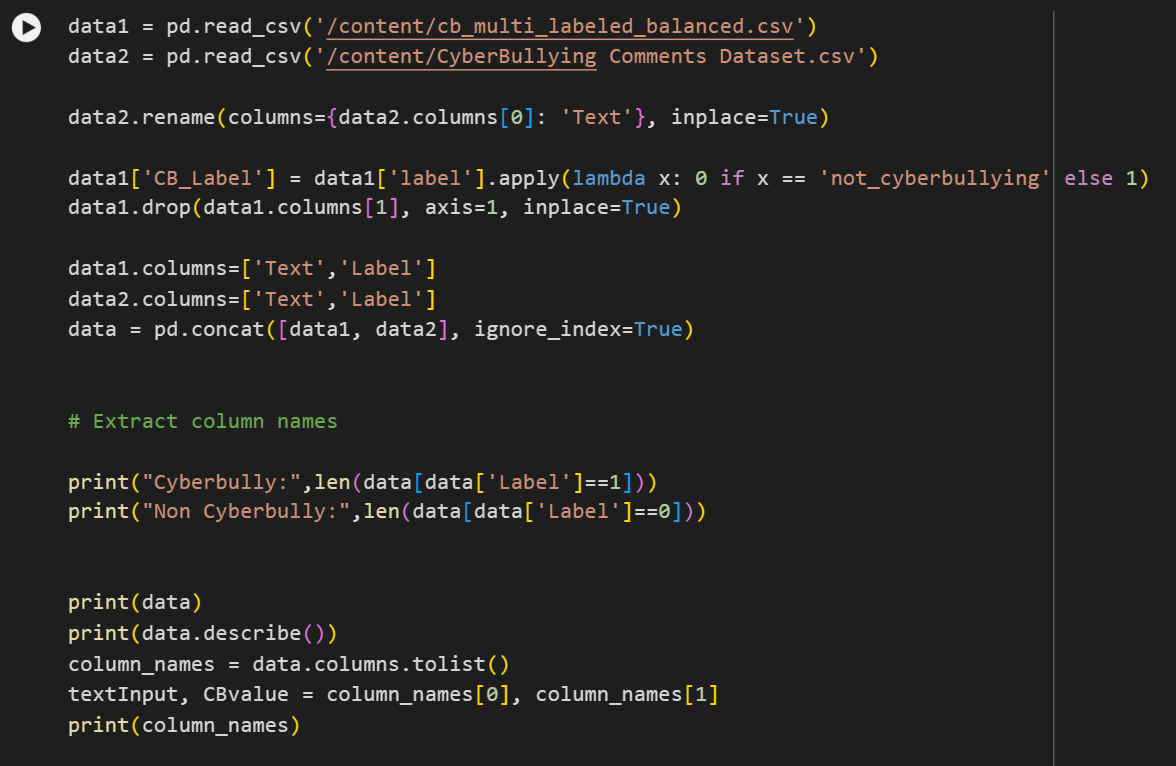 data1 = pd.read_csv('/content/cb_multi_labeled_balanced.csv')
data2 = pd.read_csv('/content/CyberBullying Comments Dataset.csv')
data2.rename(columns={data2.columns[0]: 'Text'}, inplace=True)
data1['CB_Label'] = data1['label'].apply(lambda x: 0 if x == 'not_cyberbullying' else 1)
data1.drop(data1.columns[1], axis=1, inplace=True)
data1.columns=['Text','Label']
data2.columns=['Text','Label']
data = pd.concat([data1, data2], ignore_index=True)
# Extract column names
print("Cyberbully:",len(data[data['Label']==1]))
print("Non Cyberbully:",len(data[data['Label']==0]))
print(data)
print(data.describe())
column_names = data.columns.tolist()
textInput, CBvalue = column_names[0], column_names[1]
print(column_names)